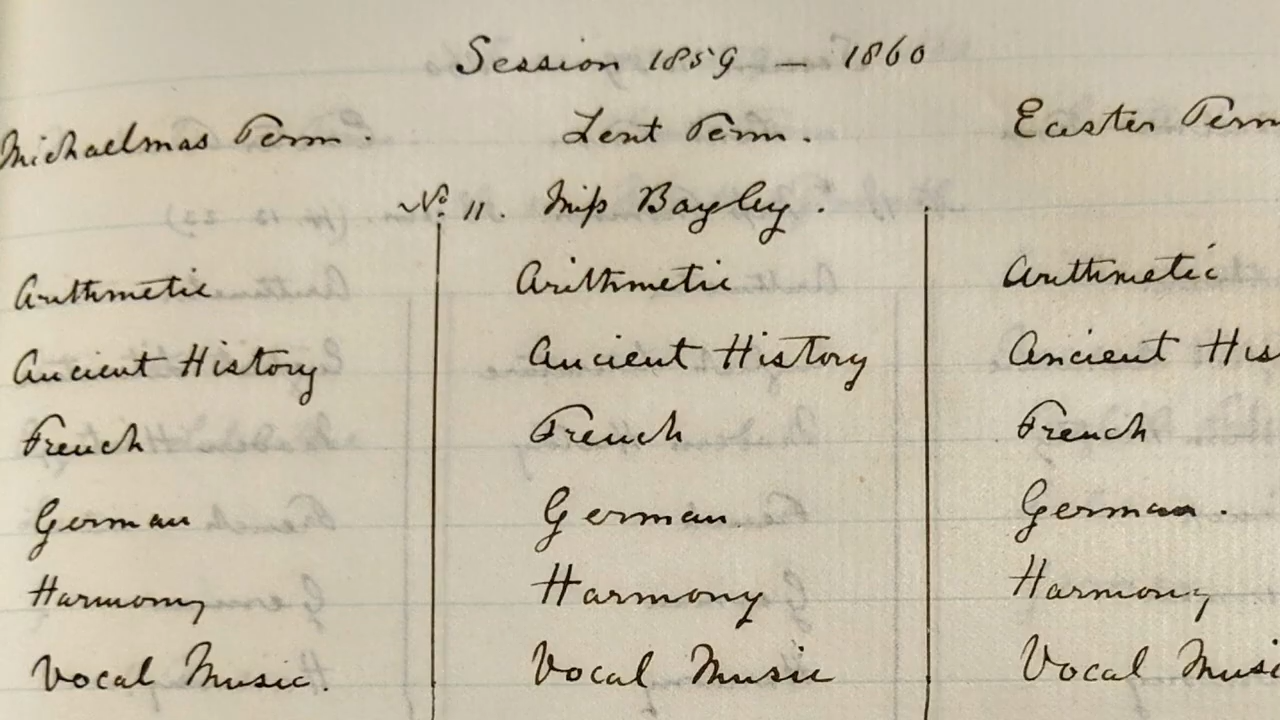 Session 1859 — 1860
Michaelmas Term. Lent Term. Easter Term
No. 11. Miss Bayley.
Arithmetic Arithmetic Arithmetic
Ancient History Ancient History Ancient His
French French French
German German. German.
Harmony Harmony Harmony
Vocal Music. Vocal Music Vocal Musi